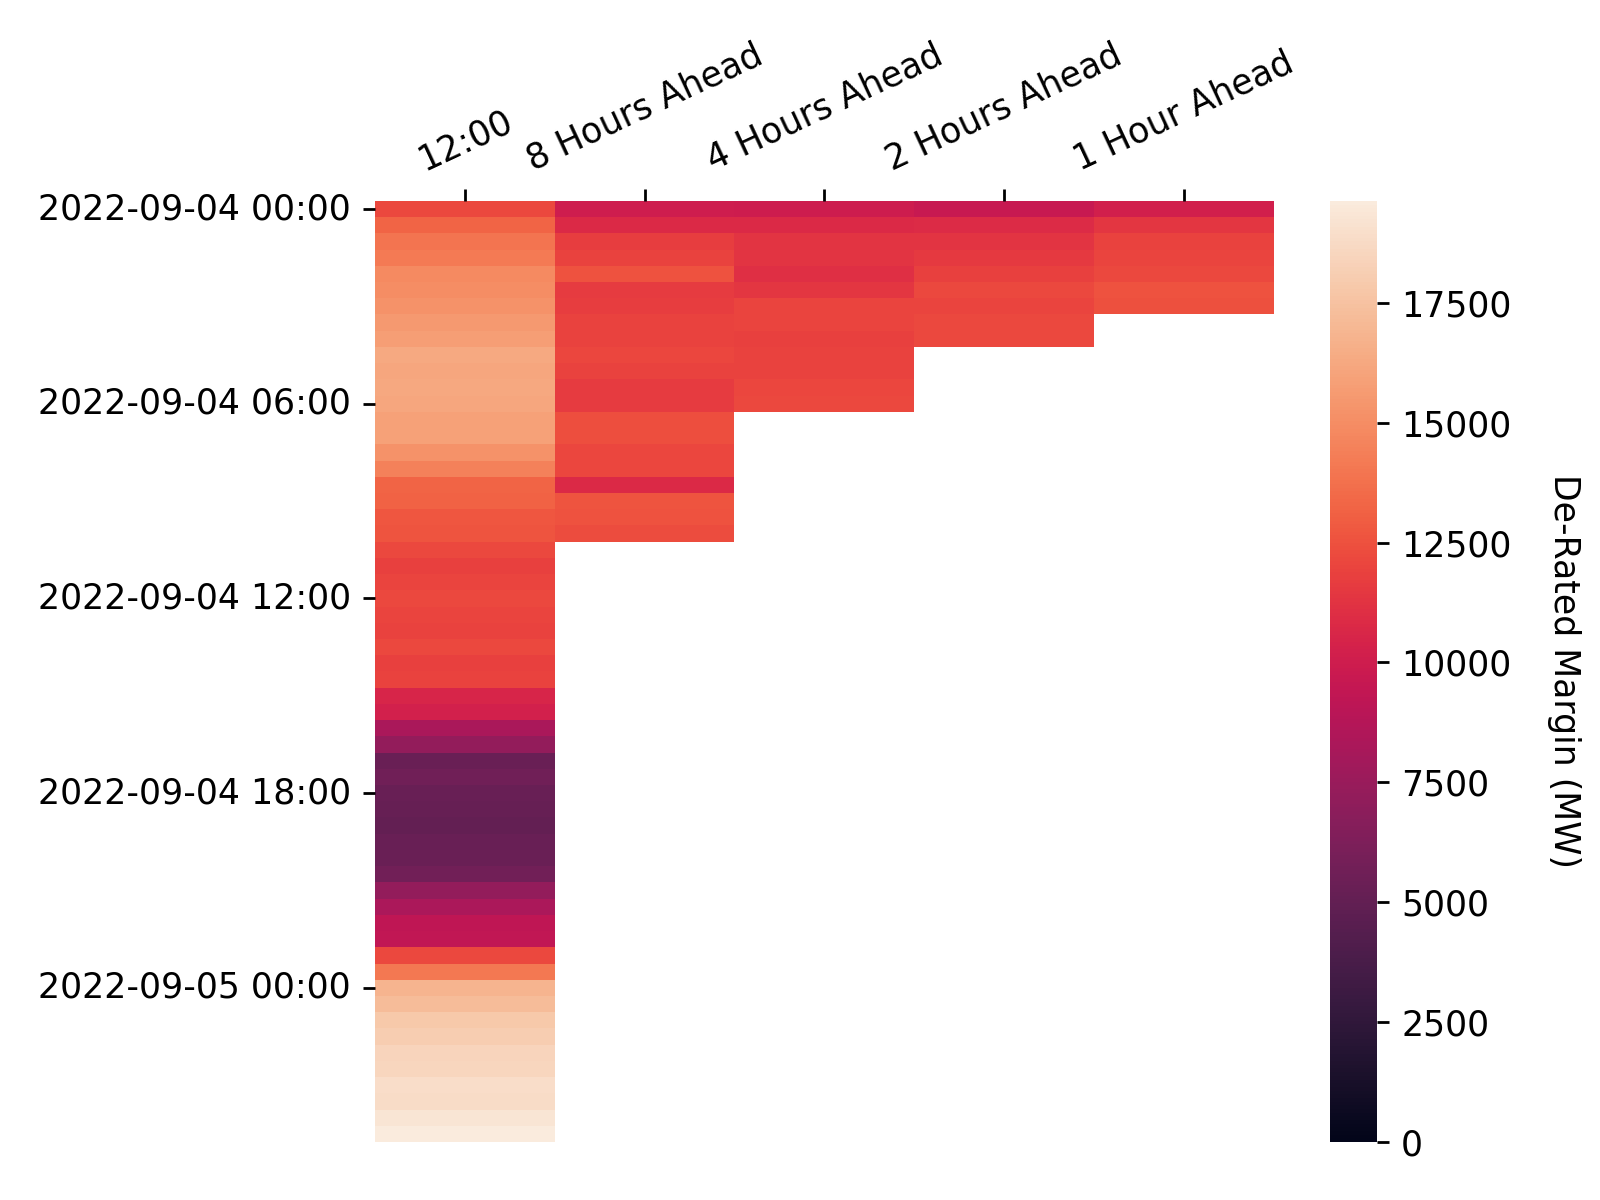 12:00
8 Hours Ahead
4 Hours Ahead
2 Hours Ahead
1 Hour Ahead
2022-09-04 00:00
2022-09-04 06:00
2022-09-04 12:00
2022-09-04 18:00
2022-09-05 00:00
17500
15000
12500
10000
7500
5000
2500
0
De-Rated Margin (MW)